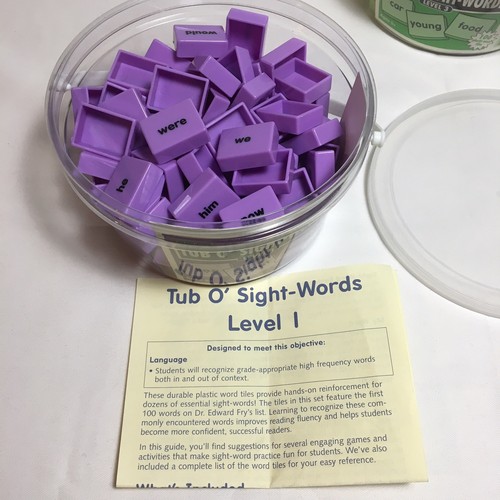 would
were
we
he
him
now
car
young
food
LEVEL 3
Tub O' Sight-Words
Level 1
Designed to meet this objective:
Language
• Students will recognize grade-appropriate high frequency words
both in and out of context.
These durable plastic word tiles provide hands-on reinforcement for
dozens of essential sight-words! The tiles in this set feature the first
100 words on Dr. Edward Fry's list. Learning to recognize these com-
monly encountered words improves reading fluency and helps students
become more confident, successful readers.
In this guide, you'll find suggestions for several engaging games and
activities that make sight-word practice fun for students. We've also
included a complete list of the word tiles for your easy reference.
What's Included